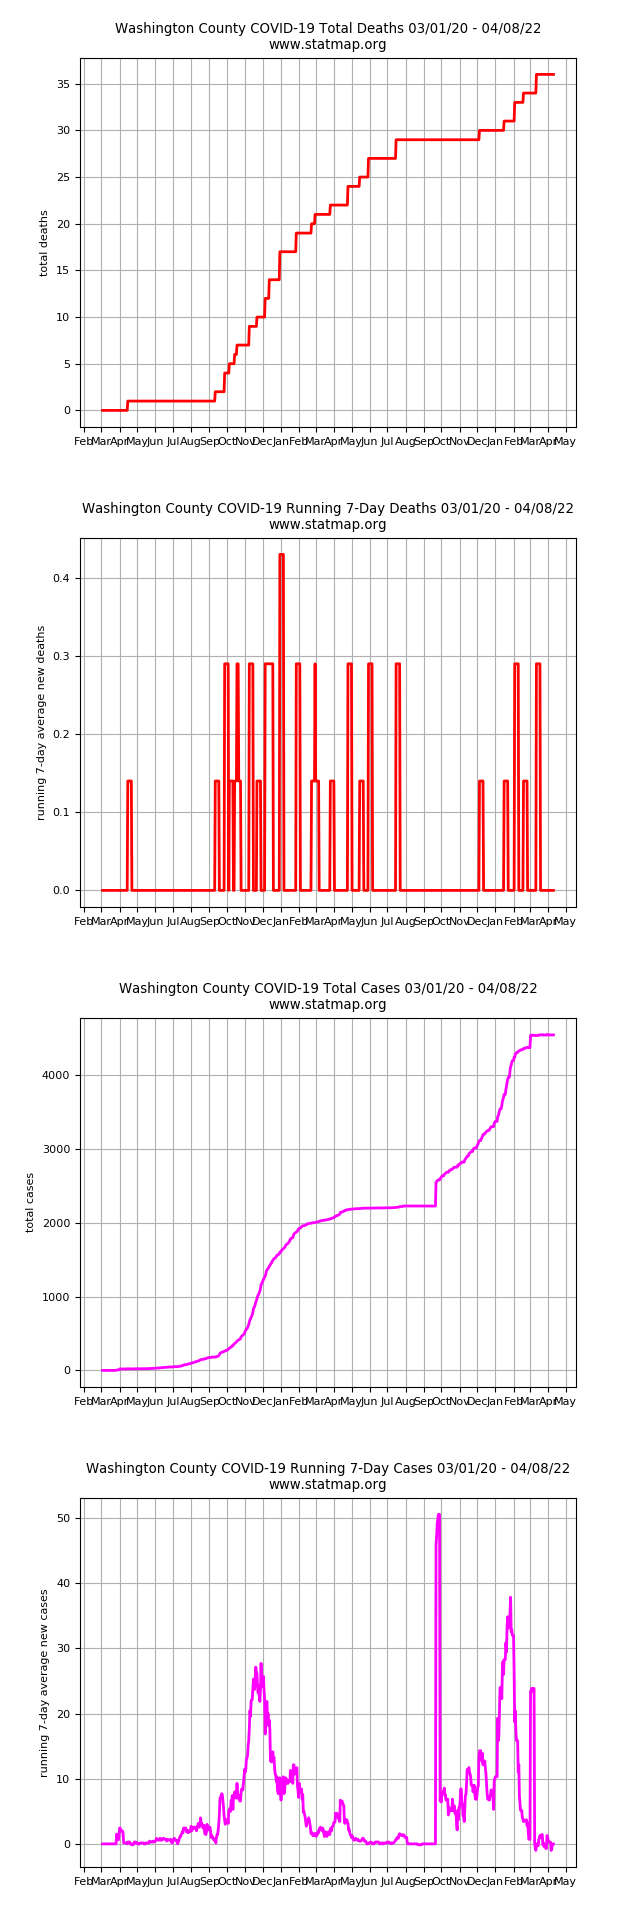 Washington County COVID-19 Total Deaths 03/01/20 - 04/08/22
www.statmap.org
35
30
25
20
15
10
5
0
total deaths
Feb Mar Apr May Jun Jul Aug Sep Oct Nov Dec Jan Feb Mar Apr May Jun Jul Aug Sep Oct Nov Dec Jan Feb Mar Apr May
Washington County COVID-19 Running 7-Day Deaths 03/01/20 - 04/08/22
www.statmap.org
0.4
0.3
0.2
0.1
0.0
running 7-day average new deaths
Feb Mar Apr May Jun Jul Aug Sep Oct Nov Dec Jan Feb Mar Apr May Jun Jul Aug Sep Oct Nov Dec Jan Feb Mar Apr May
Washington County COVID-19 Total Cases 03/01/20 - 04/08/22
www.statmap.org
4000
3000
2000
1000
0
total cases
Feb Mar Apr May Jun Jul Aug Sep Oct Nov Dec Jan Feb Mar Apr May Jun Jul Aug Sep Oct Nov Dec Jan Feb Mar Apr May
Washington County COVID-19 Running 7-Day Cases 03/01/20 - 04/08/22
www.statmap.org
50
40
30
20
10
0
running 7-day average new cases
Feb Mar Apr May Jun Jul Aug Sep Oct Nov Dec Jan Feb Mar Apr May Jun Jul Aug Sep Oct Nov Dec Jan Feb Mar Apr May